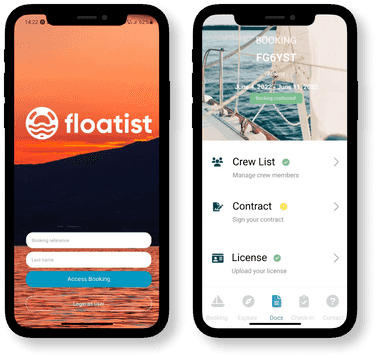 14:22
62%
floatist
Booking reference
Last name
Access Booking
Login as user
BOOKING
FG6YST
June 4, 2022 - June 11, 2022
Booking confirmed
Crew List
Manage crew members
Contract
Sign your contract
License
Upload your license
Booking
Explore
Docs
Check-in
Contact